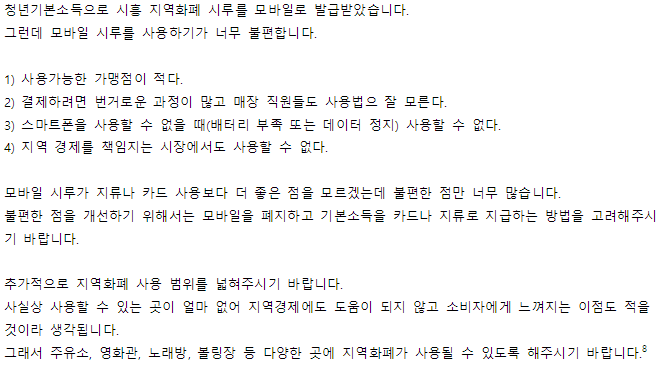 청년기본소득으로 시흥 지역화폐 시루를 모바일로 발급받았습니다.
그런데 모바일 시루를 사용하기가 너무 불편합니다.
1) 사용가능한 가맹점이 적다.
2) 결제하려면 번거로운 과정이 많고 매장 직원들도 사용법으 잘 모른다.
3) 스마트폰을 사용할 수 없을 때(배터리 부족 또는 데이터 정지) 사용할 수 없다.
4) 지역 경제를 책임지는 시장에서도 사용할 수 없다.
모바일 시루가 지류나 카드 사용보다 더 좋은 점을 모르겠는데 불편한 점만 너무 많습니다.
불편한 점을 개선하기 위해서는 모바일을 폐지하고 기본소득을 카드나 지류로 지급하는 방법을 고려해주시
기 바랍니다.
추가적으로 지역화폐 사용 범위를 넓혀주시기 바랍니다.
사실상 사용할 수 있는 곳이 얼마 없어 지역경제에도 도움이 되지 않고 소비자에게 느껴지는 이점도 적을
것이라 생각됩니다.
그래서 주유소, 영화관, 노래방, 볼링장 등 다양한 곳에 지역화폐가 사용될 수 있도록 해주시기 바랍니다.8